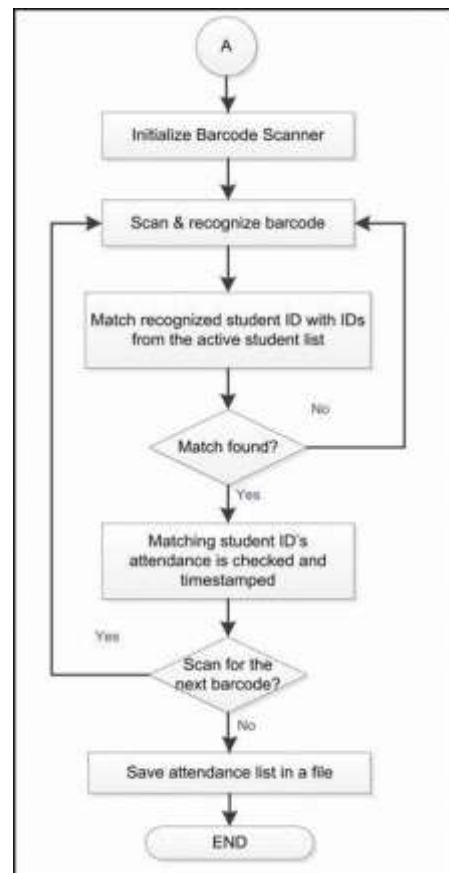 A
Initialize Barcode Scanner
Scan & recognize barcode
Match recognized student ID with IDs
from the active student list
No
Match found?
Yes
Matching student ID's
attendance is checked and
timestamped
Yes
Scan for the
next barcode?
No
Save attendance list in a file
END